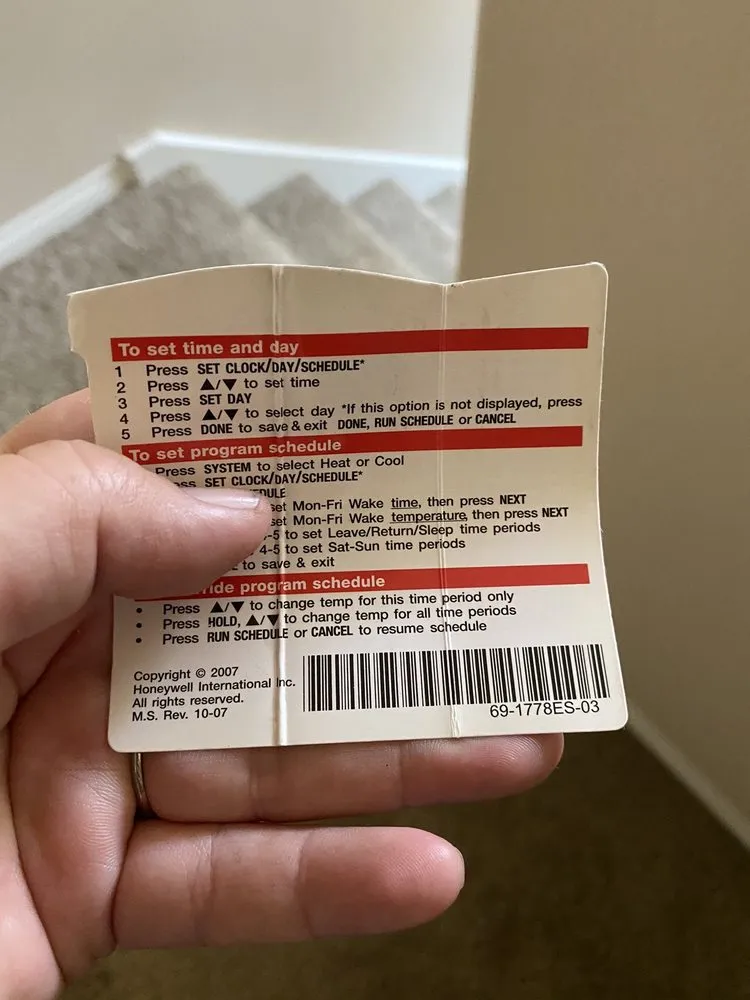 To set time and day
1 Press SET CLOCK/DAY/SCHEDULE*
2 Press ▲/▼ to set time
3 Press SET DAY
4 Press ▲/▼ to select day *If this option is not displayed, press
5 Press DONE to save & exit DONE, RUN SCHEDULE or CANCEL
To set program schedule
Press SYSTEM to select Heat or Cool
Press SET CLOCK/DAY/SCHEDULE*
set Mon-Fri Wake time, then press NEXT
set Mon-Fri Wake temperature, then press NEXT
-5 to set Leave/Return/Sleep time periods
4-5 to set Sat-Sun time periods
to save & exit
program schedule
• Press ▲/▼ to change temp for this time period only
• Press HOLD, ▲/▼ to change temp for all time periods
• Press RUN SCHEDULE or CANCEL to resume schedule
Copyright © 2007
Honeywell International Inc.
All rights reserved.
M.S. Rev. 10-07
69-1778ES-03